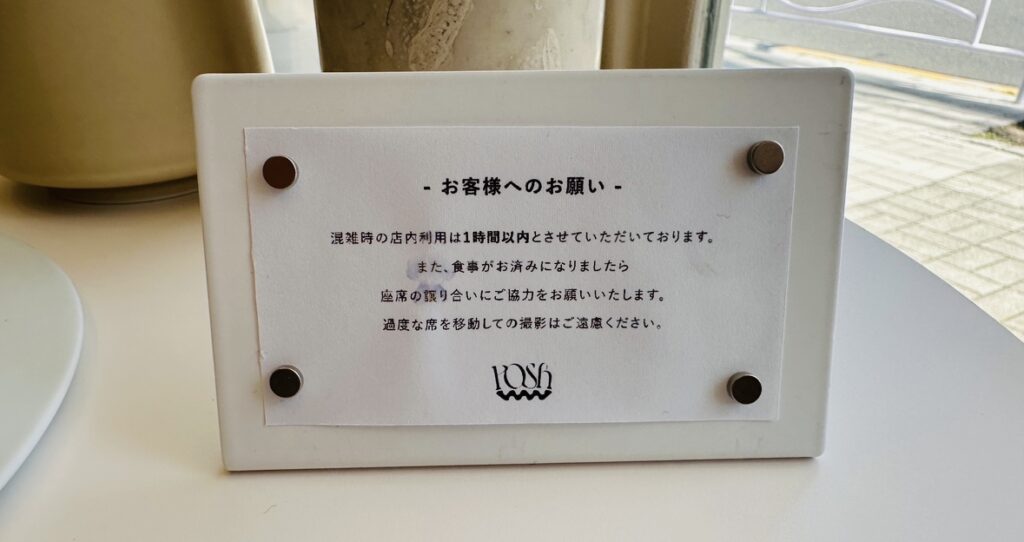 - お客様へのお願い -
混雑時の店内利用は1時間以内とさせていただいております。
また、食事がお済みになりましたら
座席の譲り合いにご協力をお願いいたします。
過度な席を移動しての撮影はご遠慮ください。
rosh